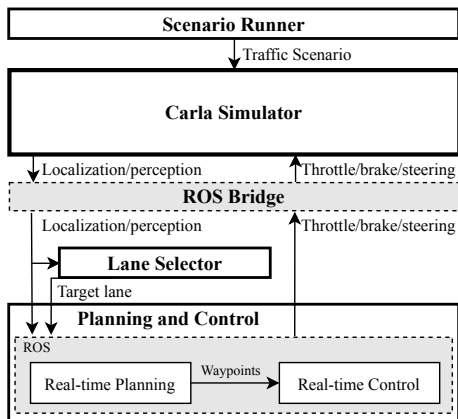 Scenario Runner
Traffic Scenario
Carla Simulator
Localization/perception
Throttle/brake/steering
ROS Bridge
Localization/perception
Throttle/brake/steering
Lane Selector
Target lane
Planning and Control
ROS
Real-time Planning
Waypoints
Real-time Control